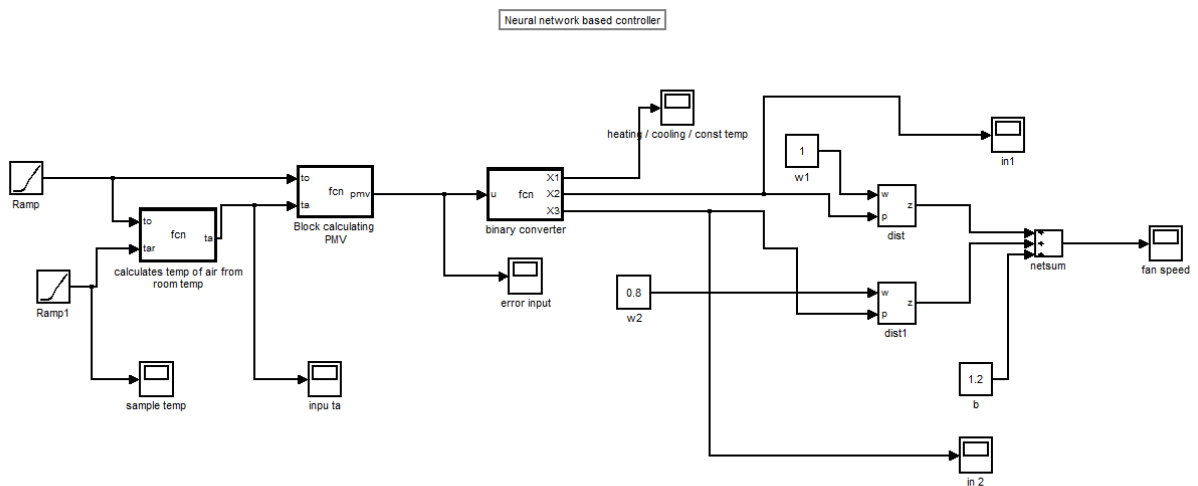 Neural network based controller
heating / cooling / const temp
in1
1
w1
Ramp
to
ta
fcn
pmv
Block calculating
PMV
u
fcn
X1
X2
X3
binary converter
w
p
z
dist
to
tar
fcn
ta
calculates temp of air from
room temp
Ramp1
error input
0.8
w2
w
p
z
dist1
netsum
fan speed
sample temp
inpu ta
1.2
b
in 2